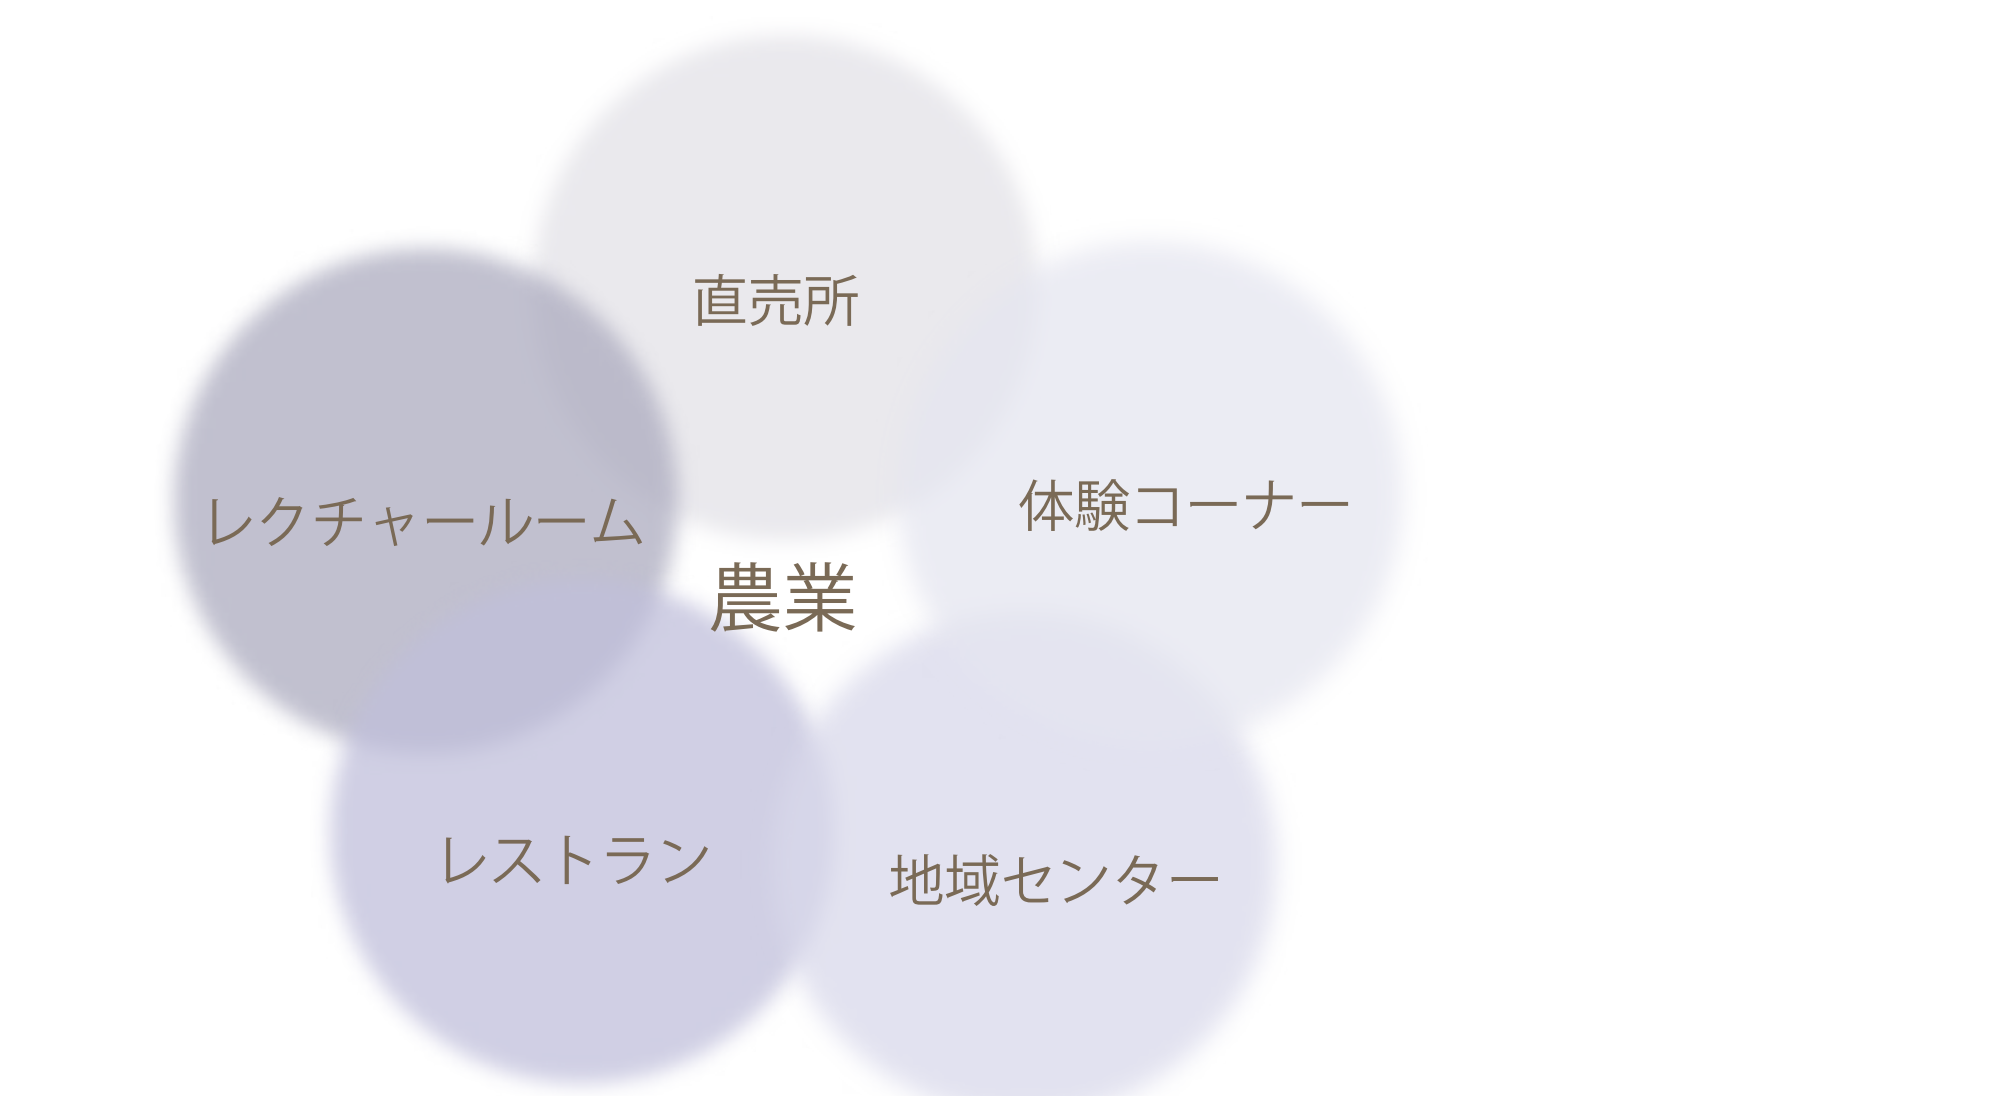 直売所
体験コーナー
レクチャールーム
農業
レストラン
地域センター